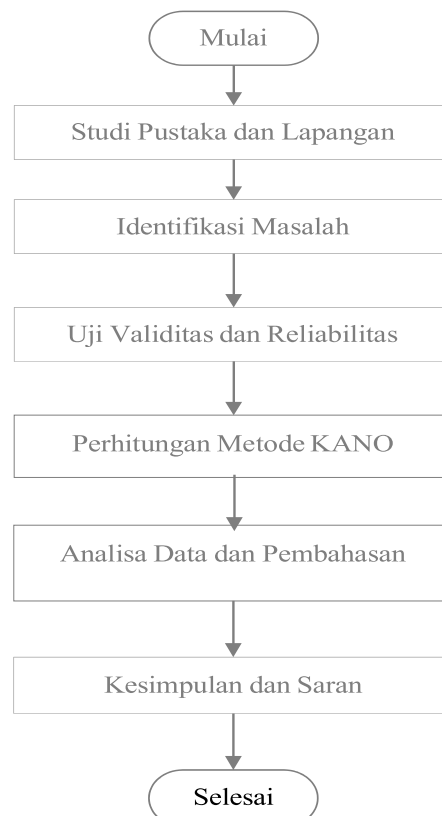 Mulai
Studi Pustaka dan Lapangan
Identifikasi Masalah
Uji Validitas dan Reliabilitas
Perhitungan Metode KANO
Analisa Data dan Pembahasan
Kesimpulan dan Saran
Selesai